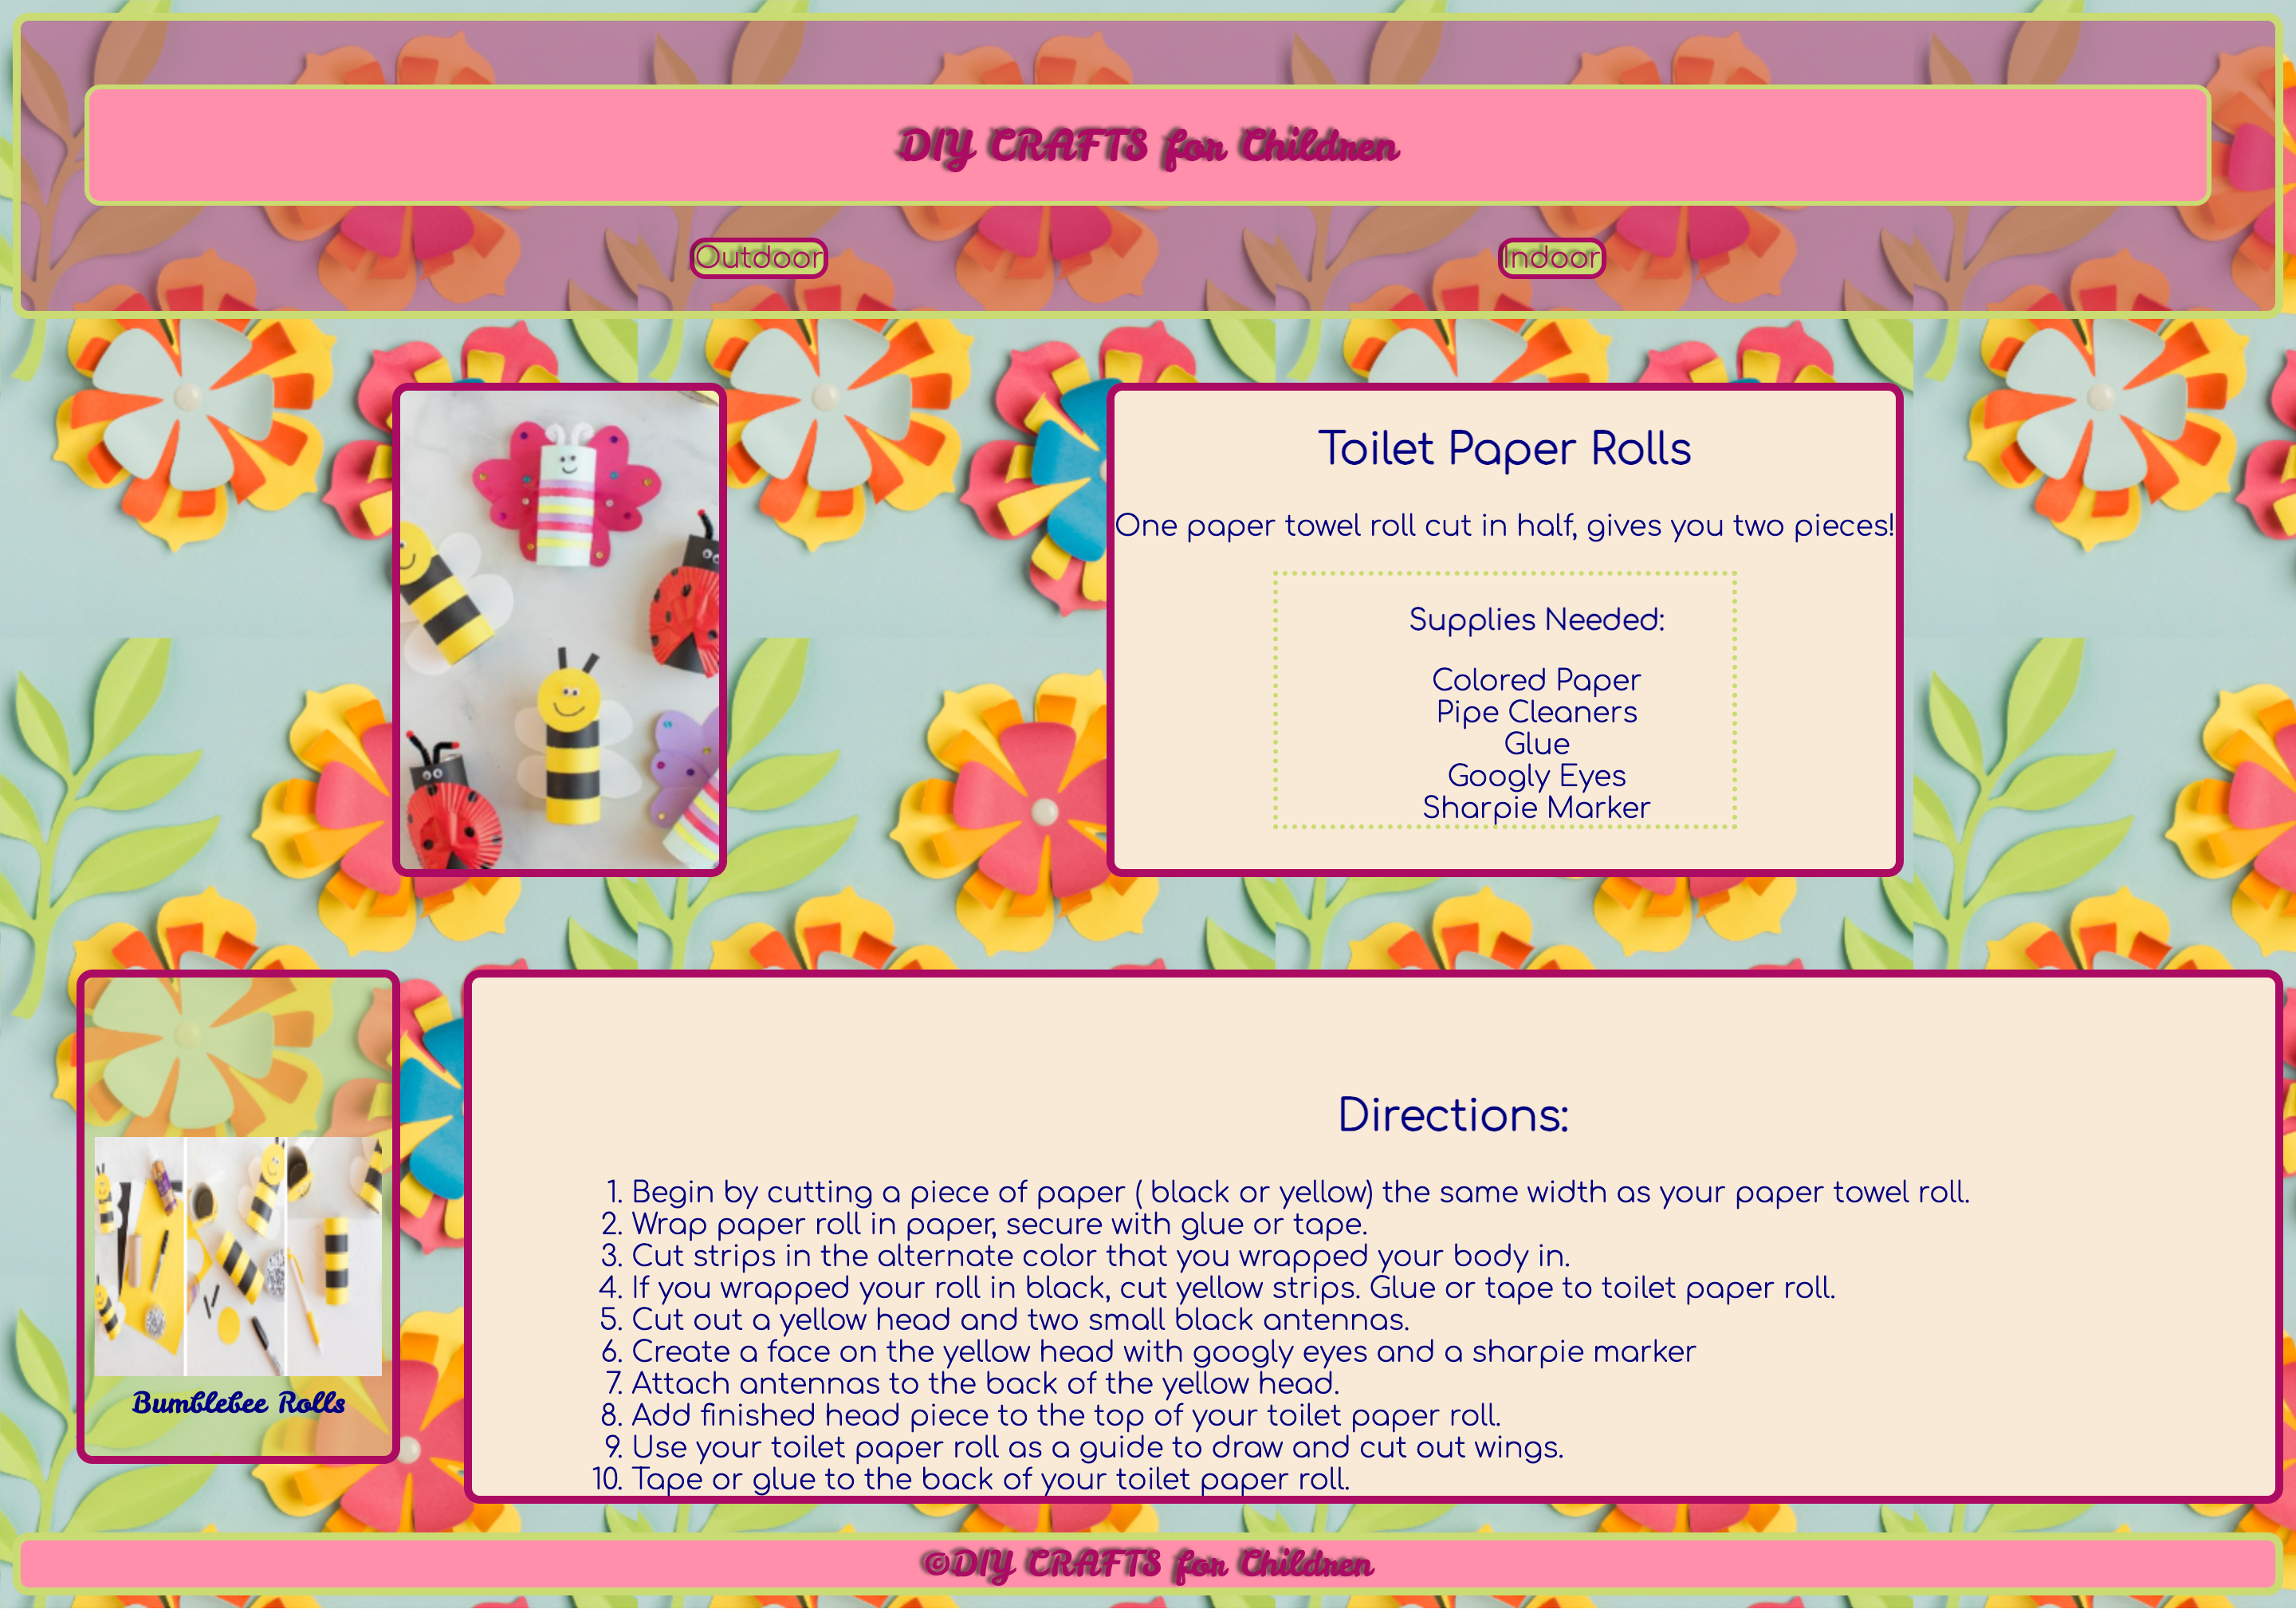 DIY CRAFTS for Children
Outdoor
Indoor
Toilet Paper Rolls
One paper towel roll cut in half, gives you two pieces!
Supplies Needed:
Colored Paper
Pipe Cleaners
Glue
Googly Eyes
Sharpie Marker
Directions:
1. Begin by cutting a piece of paper ( black or yellow) the same width as your paper towel roll.
2. Wrap paper roll in paper, secure with glue or tape.
3. Cut strips in the alternate color that you wrapped your body in.
4. If you wrapped your roll in black, cut yellow strips. Glue or tape to toilet paper roll.
5. Cut out a yellow head and two small black antennas.
6. Create a face on the yellow head with googly eyes and a sharpie marker
7. Attach antennas to the back of the yellow head.
8. Add finished head piece to the top of your toilet paper roll.
9. Use your toilet paper roll as a guide to draw and cut out wings.
10. Tape or glue to the back of your toilet paper roll.
Bumblebee Rolls
©DIY CRAFTS for Children